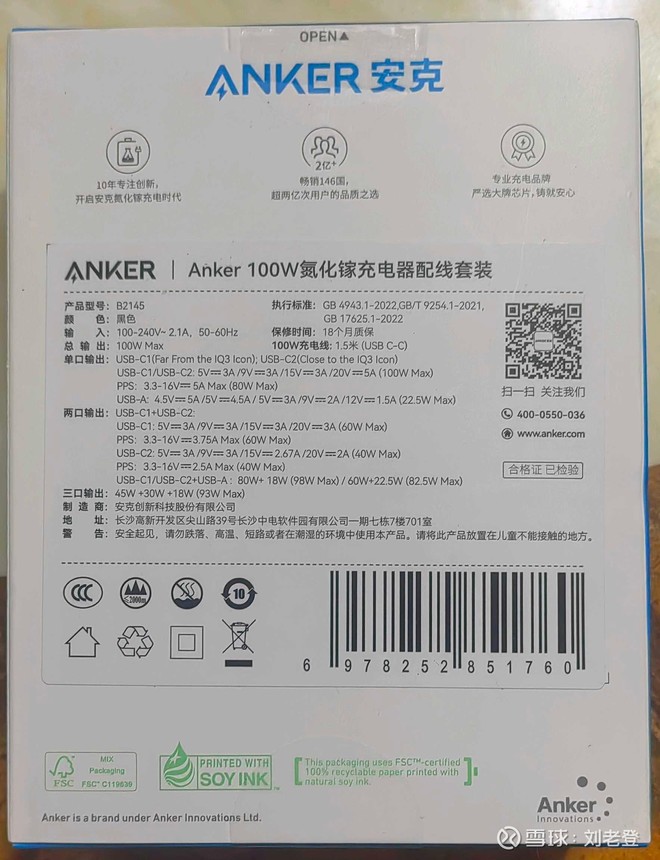 OPEN▲
ANKER 安克
2亿+
10年专注创新，
开启安克氮化镓充电时代
畅销146国，
超两亿次用户的品质之选
专业充电品牌
严选大牌芯片，铸就安心
ANKER | Anker 100W氮化镓充电器配线套装
产品型号：B2145
颜 色：黑色
输 入：100-240V~ 2.1A, 50-60Hz
总 输 出：100W Max
执行标准：GB 4943.1-2022,GB/T 9254.1-2021,
GB 17625.1-2022
保修时间：18个月质保
100W充电线：1.5米 (USB C-C)
单口输出：USB-C1(Far From the IQ3 Icon); USB-C2(Close to the IQ3 Icon)
USB-C1/USB-C2: 5V⎓3A /9V⎓3A /15V⎓3A /20V⎓5A (100W Max)
PPS: 3.3-16V⎓5A Max (80W Max)
USB-A: 4.5V⎓5A /5V⎓4.5A / 5V⎓3A /9V⎓2A /12V⎓1.5A (22.5W Max)
两口输出：USB-C1+USB-C2:
USB-C1: 5V⎓3A /9V⎓3A /15V⎓3A /20V⎓3A (60W Max)
PPS: 3.3-16V⎓3.75A Max (60W Max)
USB-C2: 5V⎓3A /9V⎓3A /15V⎓2.67A /20V⎓2A (40W Max)
PPS: 3.3-16V⎓2.5A Max (40W Max)
USB-C1/USB-C2+USB-A : 80W+ 18W (98W Max) / 60W+22.5W (82.5W Max)
三口输出：45W +30W +18W (93W Max)
制 造 商：安克创新科技股份有限公司
地 址：长沙高新开发区尖山路39号长沙中电软件园有限公司一期七栋7楼701室
警 告：安全起见，请勿跌落、高温、短路或者在潮湿的环境中使用本产品。请将此产品放置在儿童不能接触的地方。
扫一扫 关注我们
400-0550-036
www.anker.com
合格证 已检验
CCC
≤2000m
10
6 978252 851760
FSC
MIX
Packaging
FSC™ C119639
PRINTED WITH
SOY INK™
This packaging uses FSC™-certified
100% recyclable paper printed with
natural soy ink.
Anker is a brand under Anker Innovations Ltd.
Anker
Innovations
雪球：刘老登